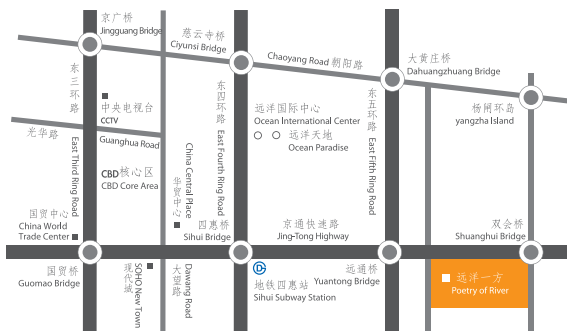 京广桥
Jingguang Bridge
慈云寺桥
Ciyunsi Bridge
Chaoyang Road 朝阳路
大黄庄桥
Dahuangzhuang Bridge
东三环路
East Third Ring Road
中央电视台
CCTV
光华路
Guanghua Road
CBD核心区
CBD Core Area
China Central Place
华贸中心
东四环路
East Fourth Ring Road
远洋国际中心
Ocean International Center
远洋天地
Ocean Paradise
东五环路
East Fifth Ring Road
杨闸环岛
yangzha Island
国贸中心
China World
Trade Center
四惠桥
Sihui Bridge
京通快速路
Jing-Tong Highway
双会桥
Shuanghui Bridge
国贸桥
Guomao Bridge
现代城
SOHO New Town
大望路
Dawang Road
地铁四惠站
Sihui Subway Station
远通桥
Yuantong Bridge
远洋一方
Poetry of River